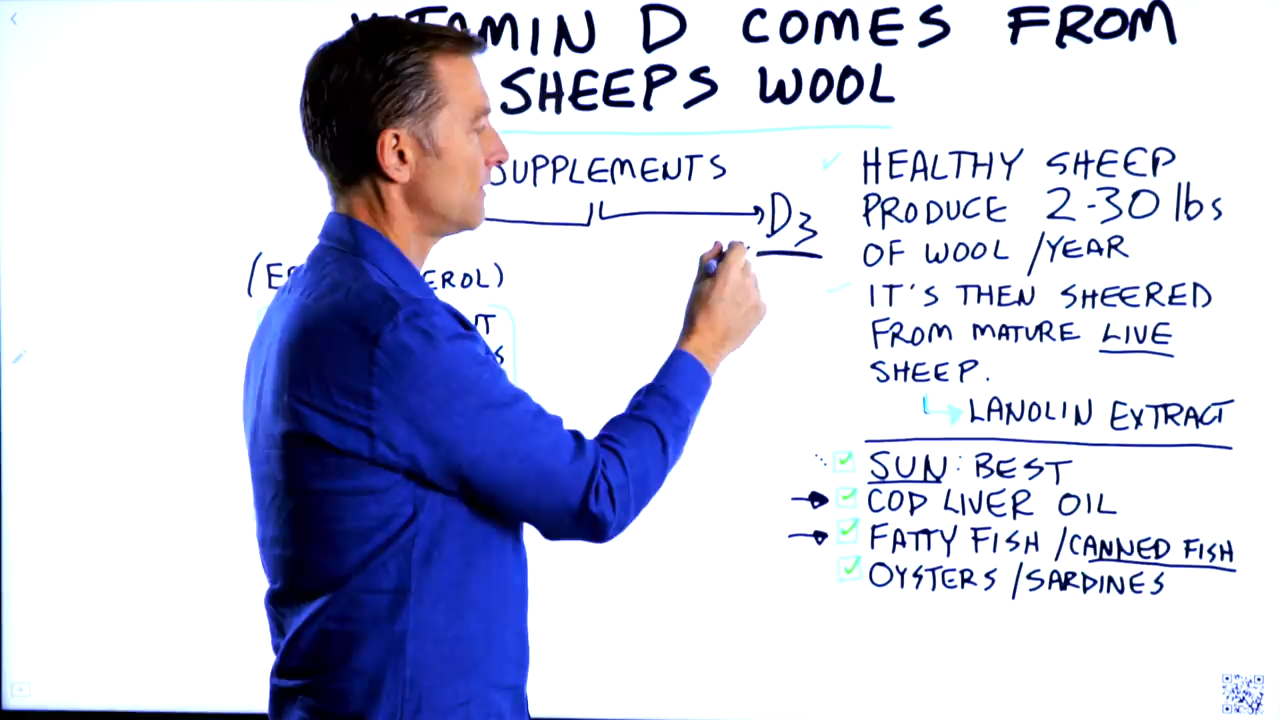 MIN D COMES FROM
SHEEPS WOOL
SUPPLEMENTS
D3
EROL)
HEALTHY SHEEP
PRODUCE 2-30 lbs
OF WOOL /YEAR
IT'S THEN SHEERED
FROM MATURE LIVE
SHEEP.
LANOLIN EXTRACT
SUN: BEST
COD LIVER OIL
FATTY FISH /CANNED FISH
OYSTERS /SARDINES